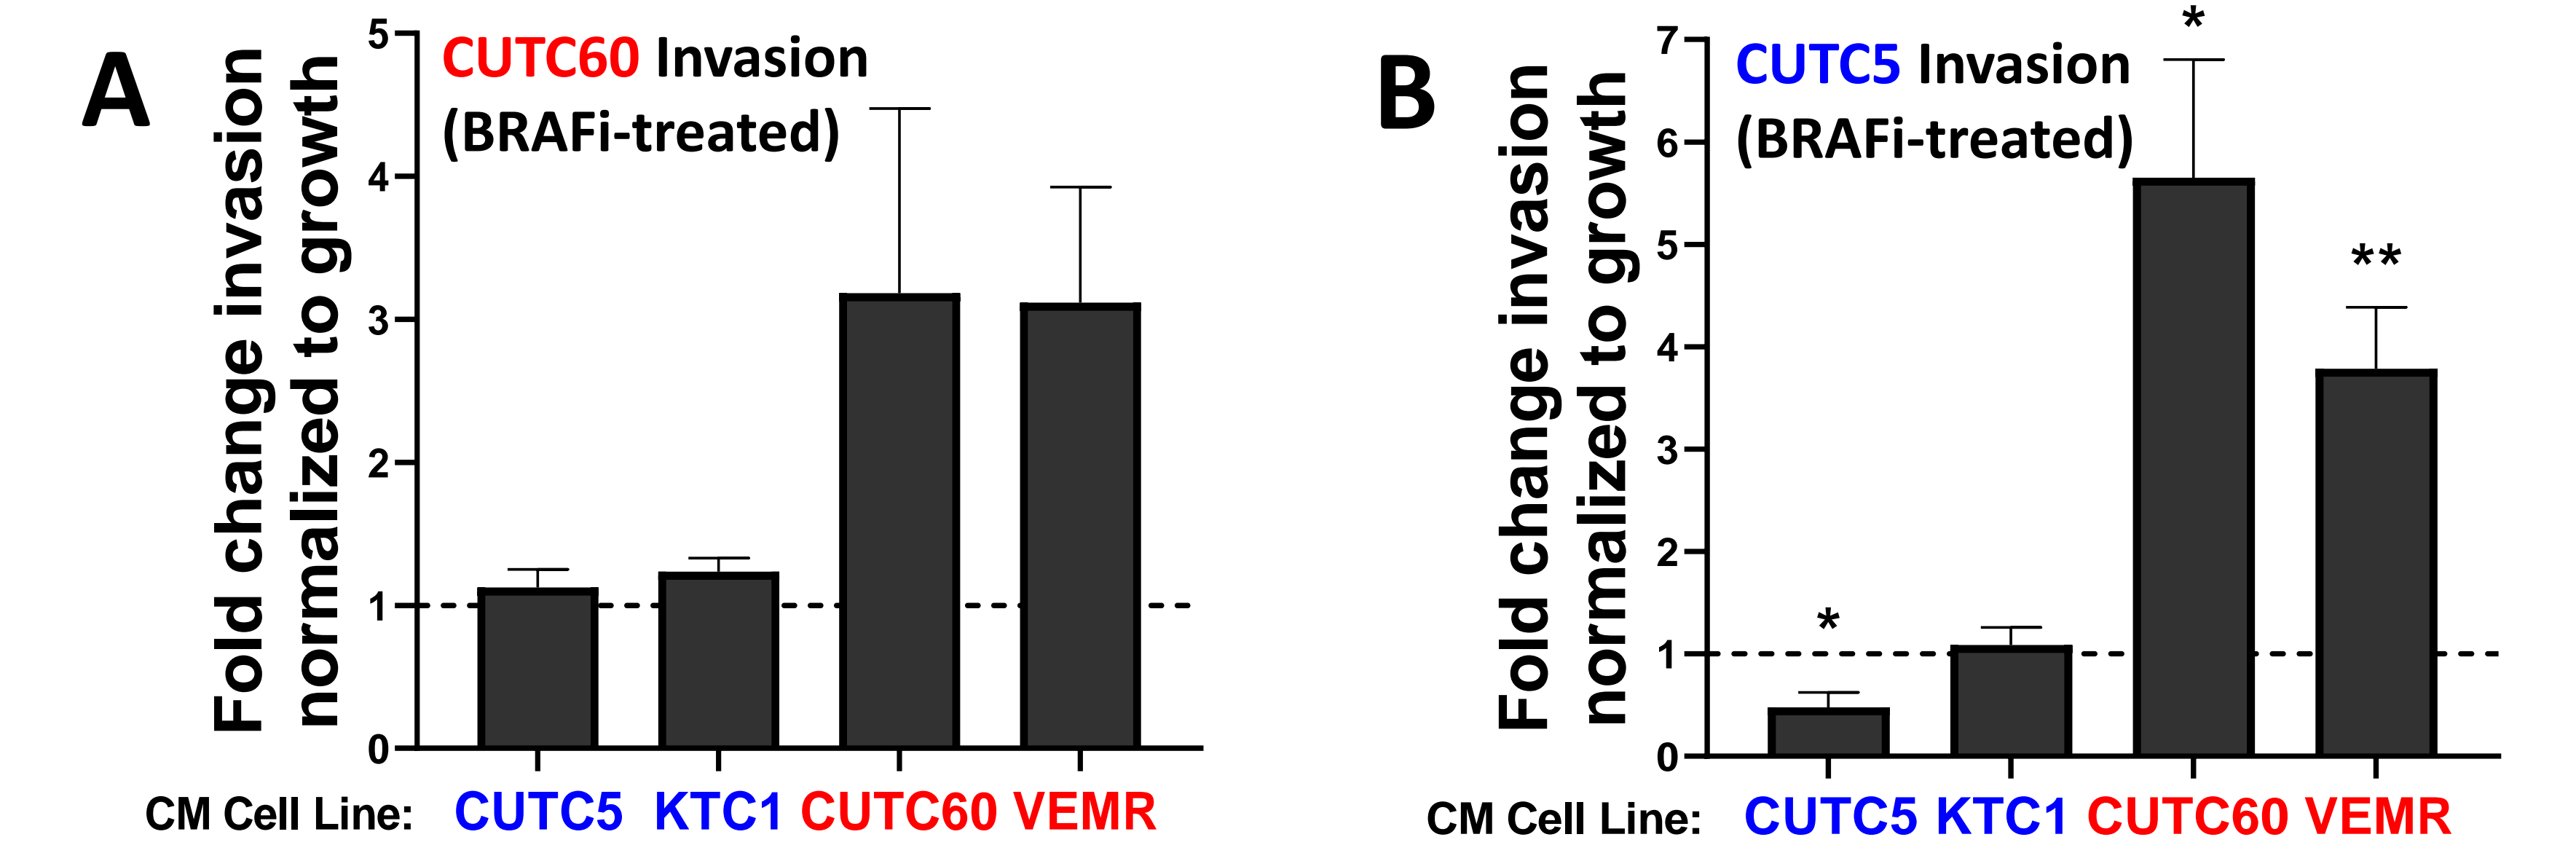 A
CUTC60 Invasion
(BRAFi-treated)
Fold change invasion
normalized to growth
5
4
3
2
1
0
CM Cell Line: CUTC5 KTC1 CUTC60 VEMR
B
CUTC5 Invasion
(BRAFi-treated)
Fold change invasion
normalized to growth
7
6
5
4
3
2
1
0
*
*
**
CM Cell Line: CUTC5 KTC1 CUTC60 VEMR